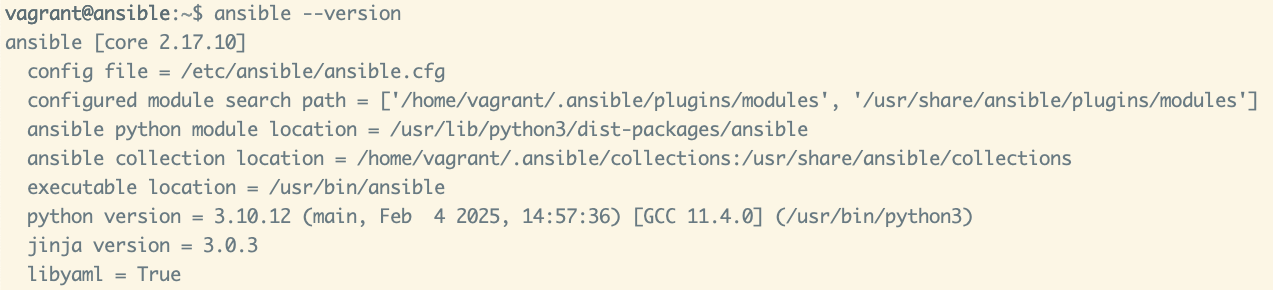 vagrant@ansible:~$ ansible --version
ansible [core 2.17.10]
  config file = /etc/ansible/ansible.cfg
  configured module search path = ['/home/vagrant/.ansible/plugins/modules', '/usr/share/ansible/plugins/modules']
  ansible python module location = /usr/lib/python3/dist-packages/ansible
  ansible collection location = /home/vagrant/.ansible/collections:/usr/share/ansible/collections
  executable location = /usr/bin/ansible
  python version = 3.10.12 (main, Feb  4 2025, 14:57:36) [GCC 11.4.0] (/usr/bin/python3)
  jinja version = 3.0.3
  libyaml = True